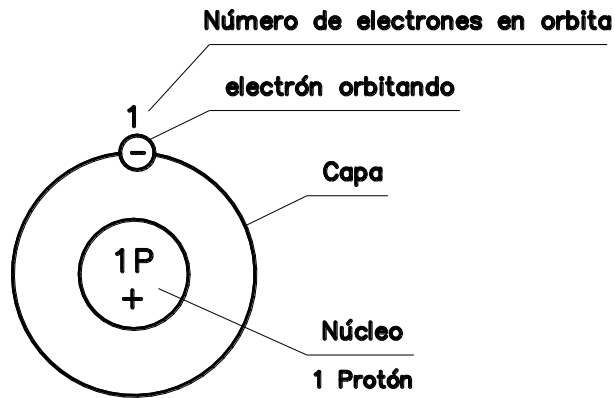 Número de electrones en orbita
electrón orbitando
1
−
Capa
1P
+
Núcleo
1 Protón